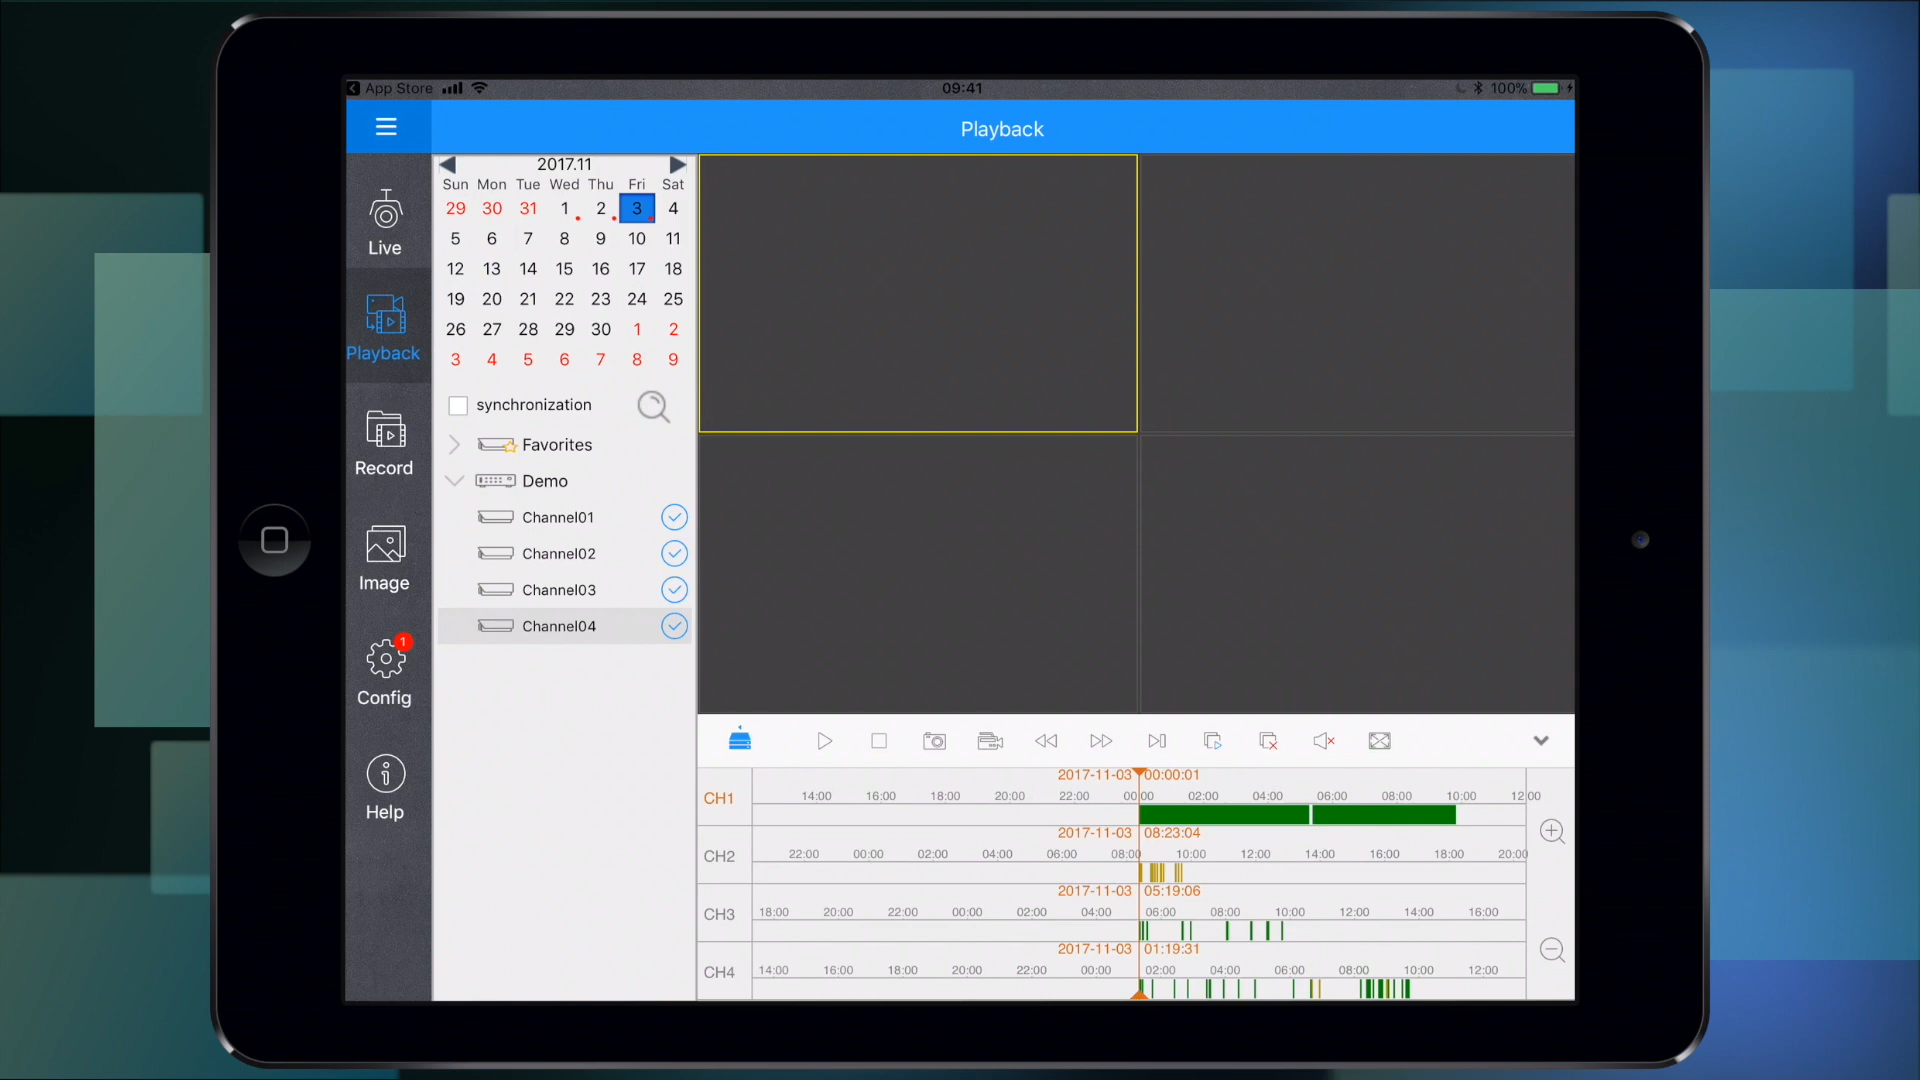 App Store
09:41
100%
Playback
Live
Playback
Record
Image
Config
1
Help
2017.11
Sun Mon Tue Wed Thu Fri Sat
29 30 31 1 2 3 4
5 6 7 8 9 10 11
12 13 14 15 16 17 18
19 20 21 22 23 24 25
26 27 28 29 30 1 2
3 4 5 6 7 8 9
synchronization
Favorites
Demo
Channel01
Channel02
Channel03
Channel04
2017-11-03 00:00:01
CH1
14:00 16:00 18:00 20:00 22:00 00:00 02:00 04:00 06:00 08:00 10:00 12:00
2017-11-03 08:23:04
CH2
22:00 00:00 02:00 04:00 06:00 08:00 10:00 12:00 14:00 16:00 18:00 20:00
2017-11-03 05:19:06
CH3
18:00 20:00 22:00 00:00 02:00 04:00 06:00 08:00 10:00 12:00 14:00 16:00
2017-11-03 01:19:31
CH4
14:00 16:00 18:00 20:00 22:00 00:00 02:00 04:00 06:00 08:00 10:00 12:00